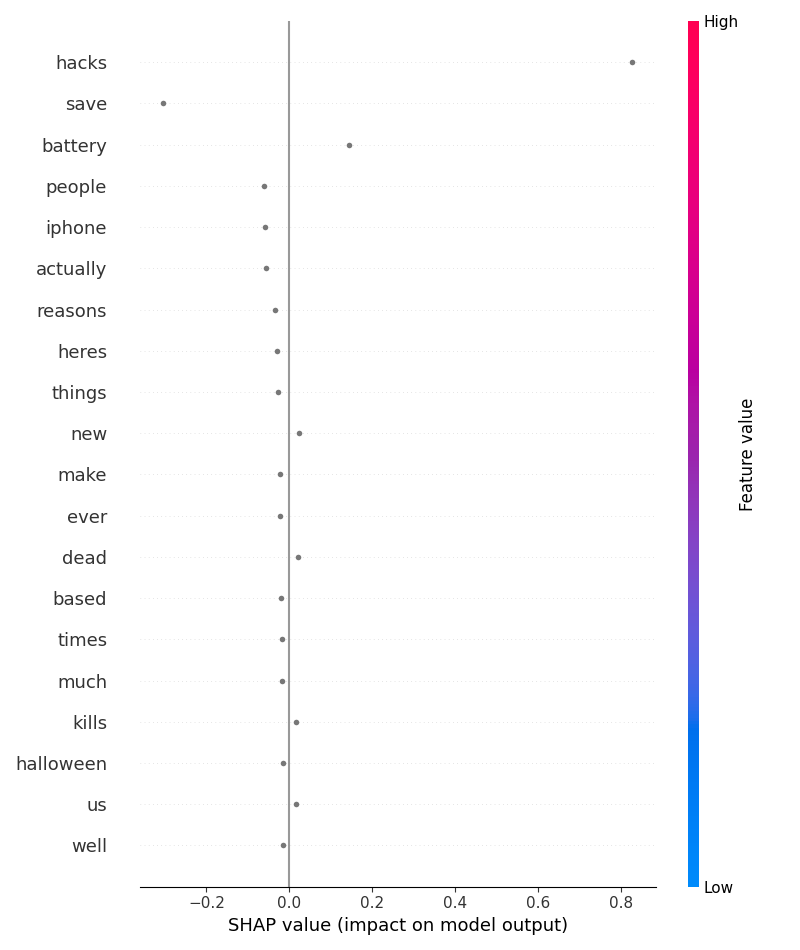 High
hacks
save
battery
people
iphone
actually
reasons
heres
things
new
make
ever
dead
based
times
much
kills
halloween
us
well
Feature value
Low
−0.2 0.0 0.2 0.4 0.6 0.8
SHAP value (impact on model output)